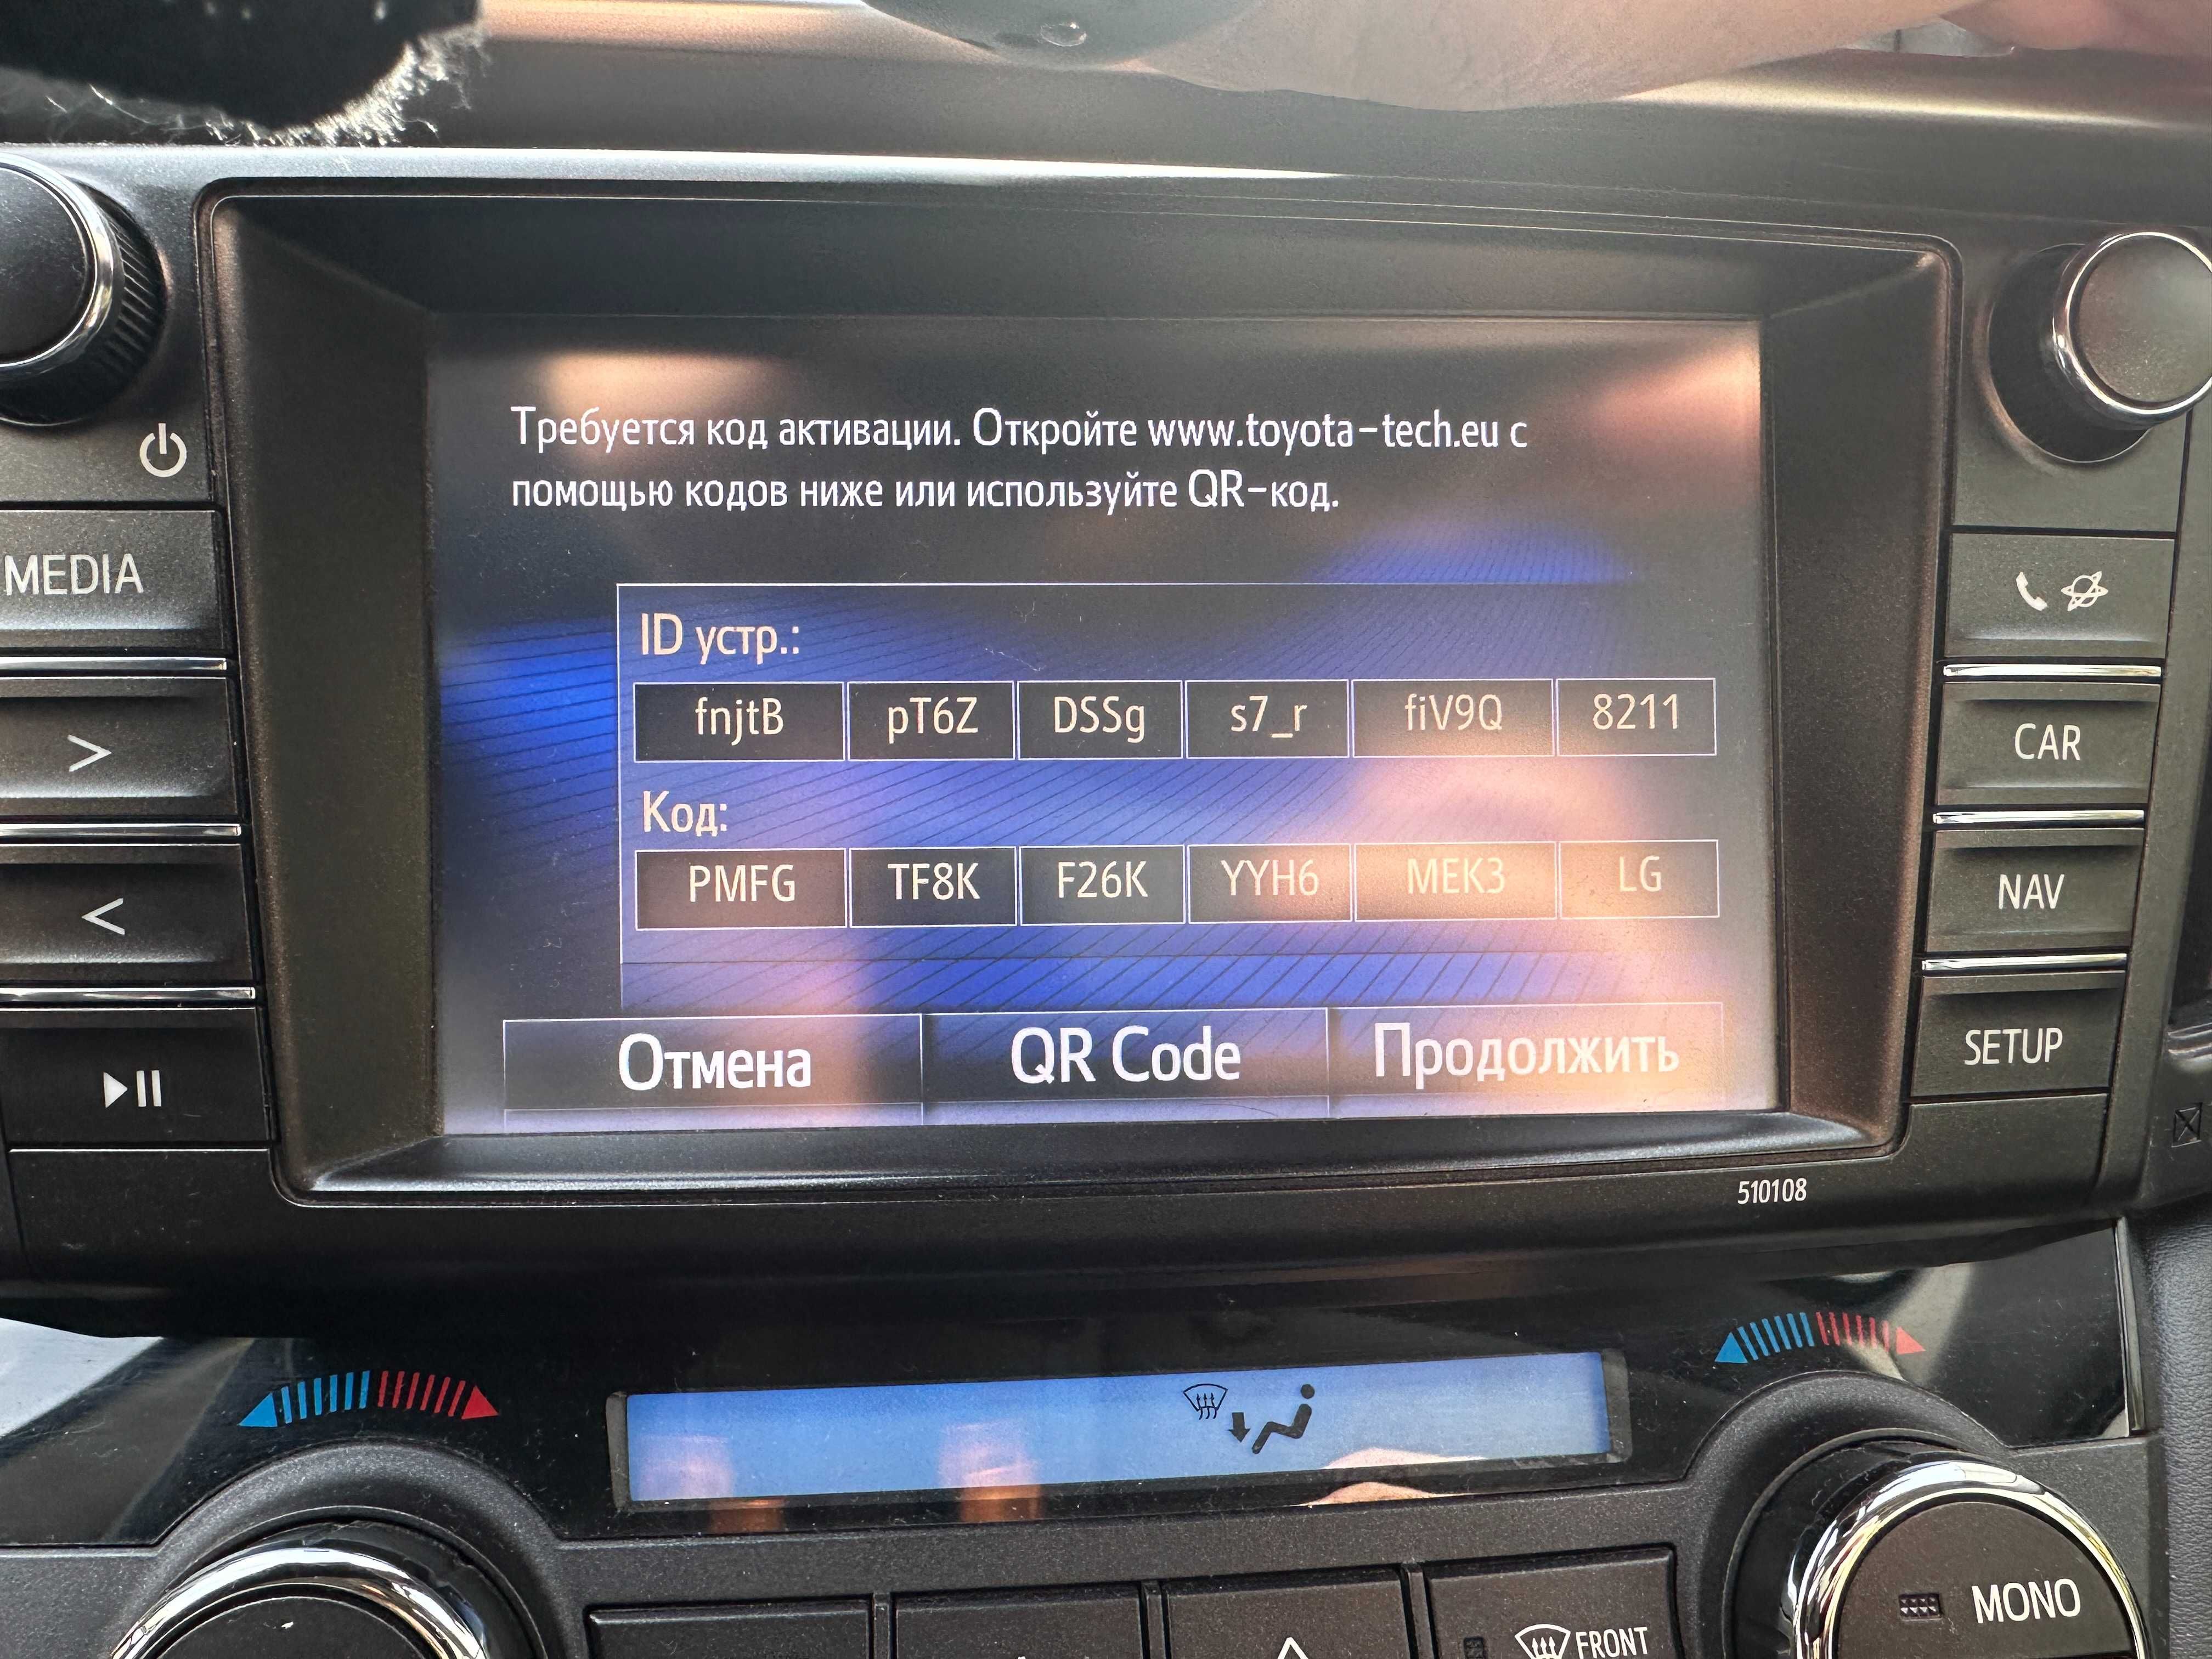 Требуется код активации. Откройте www.toyota-tech.eu с
помощью кодов ниже или используйте QR-код.
MEDIA
ID устр.:
fnjtB pT6Z DSSg s7_r fiV9Q 8211
CAR
Код:
PMFG TF8K F26K YYH6 MEK3 LG
NAV
Отмена QR Code Продолжить
SETUP
510108
MONO
FRONT